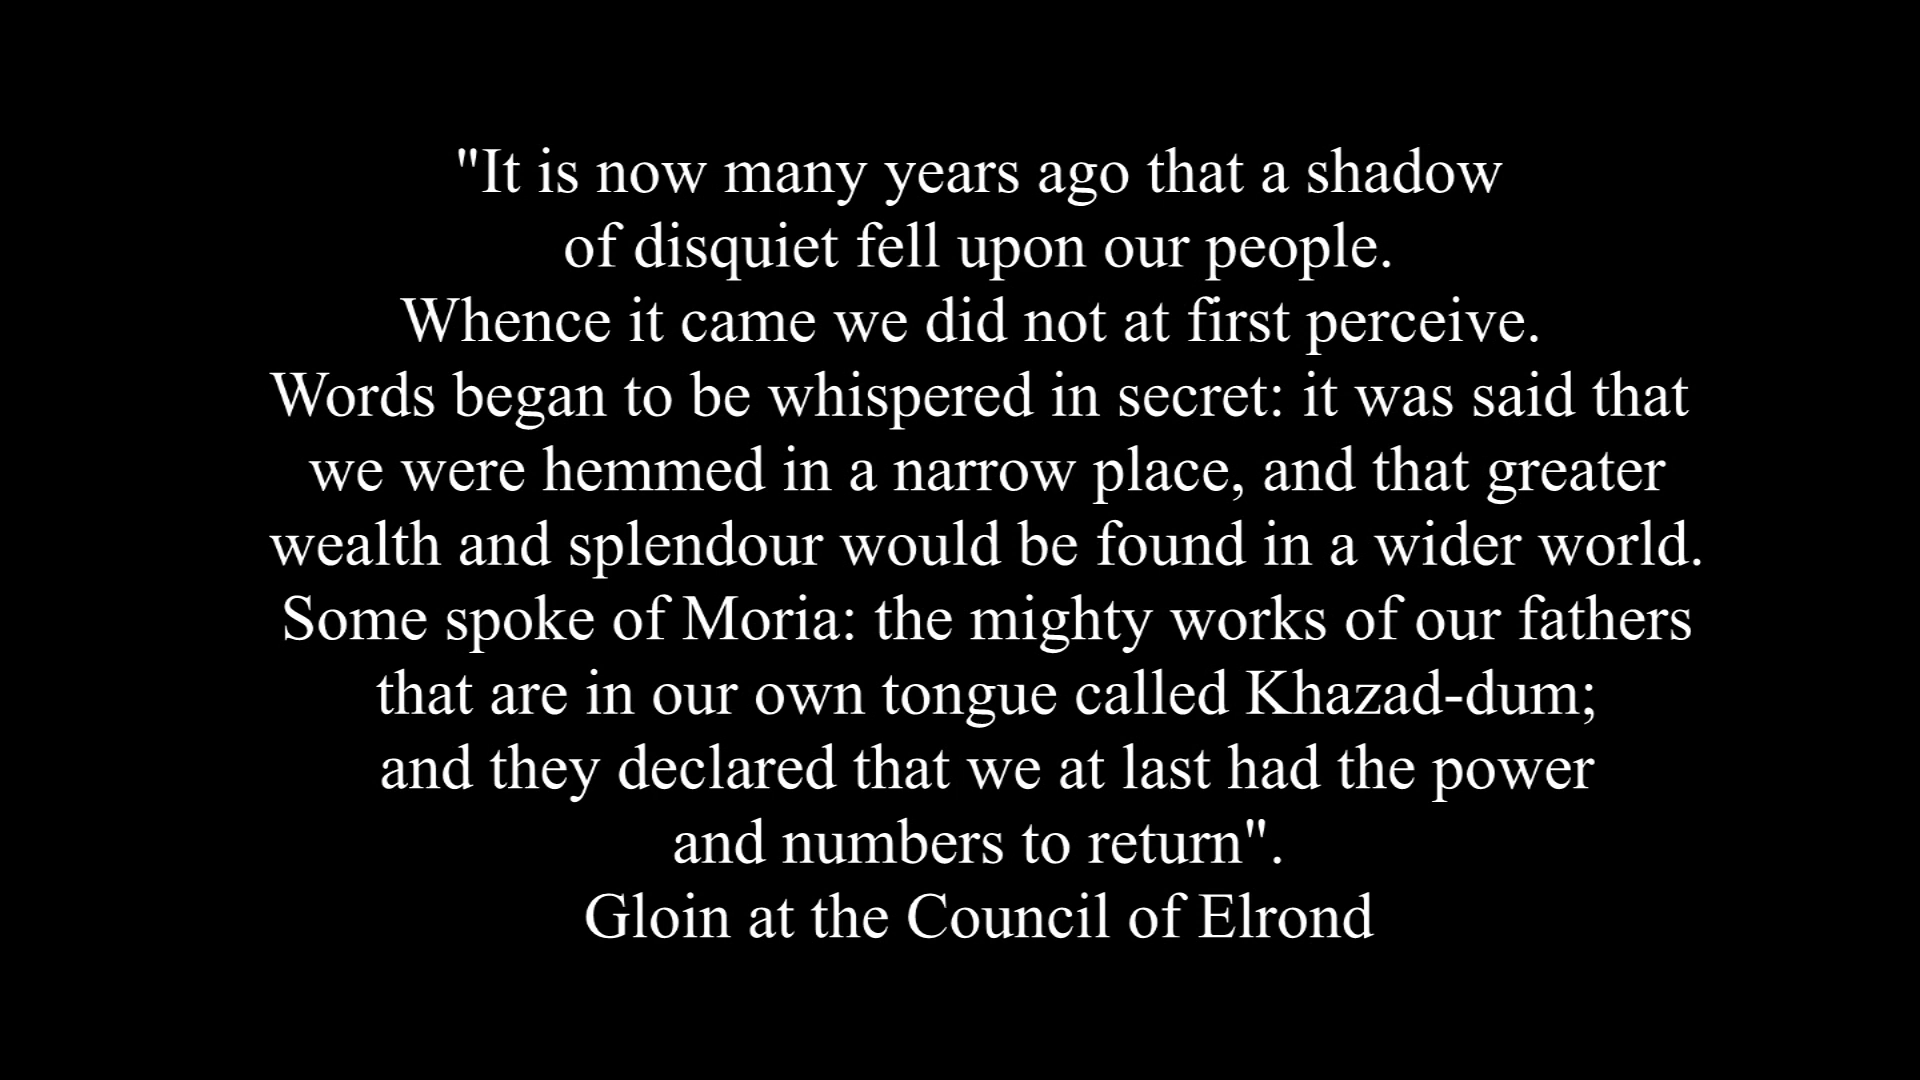 "It is now many years ago that a shadow
of disquiet fell upon our people.
Whence it came we did not at first perceive.
Words began to be whispered in secret: it was said that
we were hemmed in a narrow place, and that greater
wealth and splendour would be found in a wider world.
Some spoke of Moria: the mighty works of our fathers
that are in our own tongue called Khazad-dum;
and they declared that we at last had the power
and numbers to return".
Gloin at the Council of Elrond